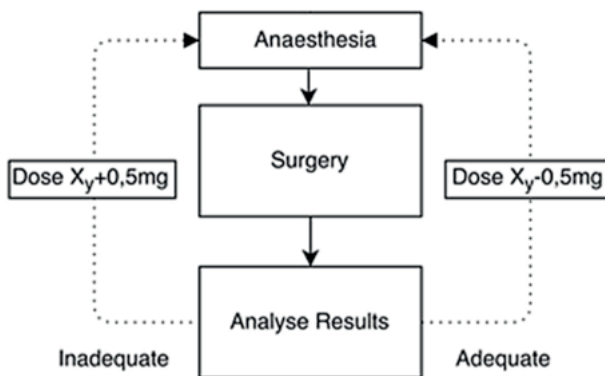 Anaesthesia
Surgery
Dose Xy+0,5mg
Dose Xy-0,5mg
Analyse Results
Inadequate
Adequate